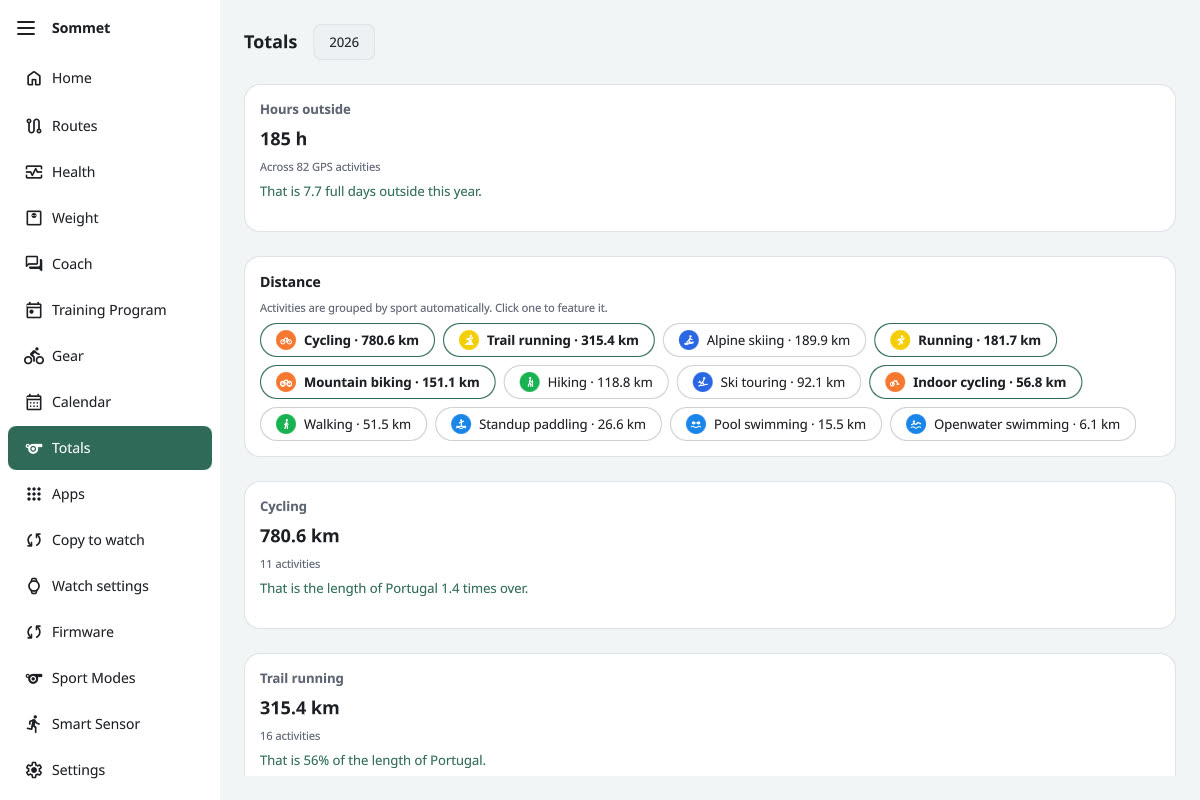 Sommet
Home
Routes
Health
Weight
Coach
Training Program
Gear
Calendar
Totals
Apps
Copy to watch
Watch settings
Firmware
Sport Modes
Smart Sensor
Settings
Totals
2026
Hours outside
185 h
Across 82 GPS activities
That is 7.7 full days outside this year.
Distance
Activities are grouped by sport automatically. Click one to feature it.
Cycling · 780.6 km
Trail running · 315.4 km
Alpine skiing · 189.9 km
Running · 181.7 km
Mountain biking · 151.1 km
Hiking · 118.8 km
Ski touring · 92.1 km
Indoor cycling · 56.8 km
Walking · 51.5 km
Standup paddling · 26.6 km
Pool swimming · 15.5 km
Openwater swimming · 6.1 km
Cycling
780.6 km
11 activities
That is the length of Portugal 1.4 times over.
Trail running
315.4 km
16 activities
That is 56% of the length of Portugal.